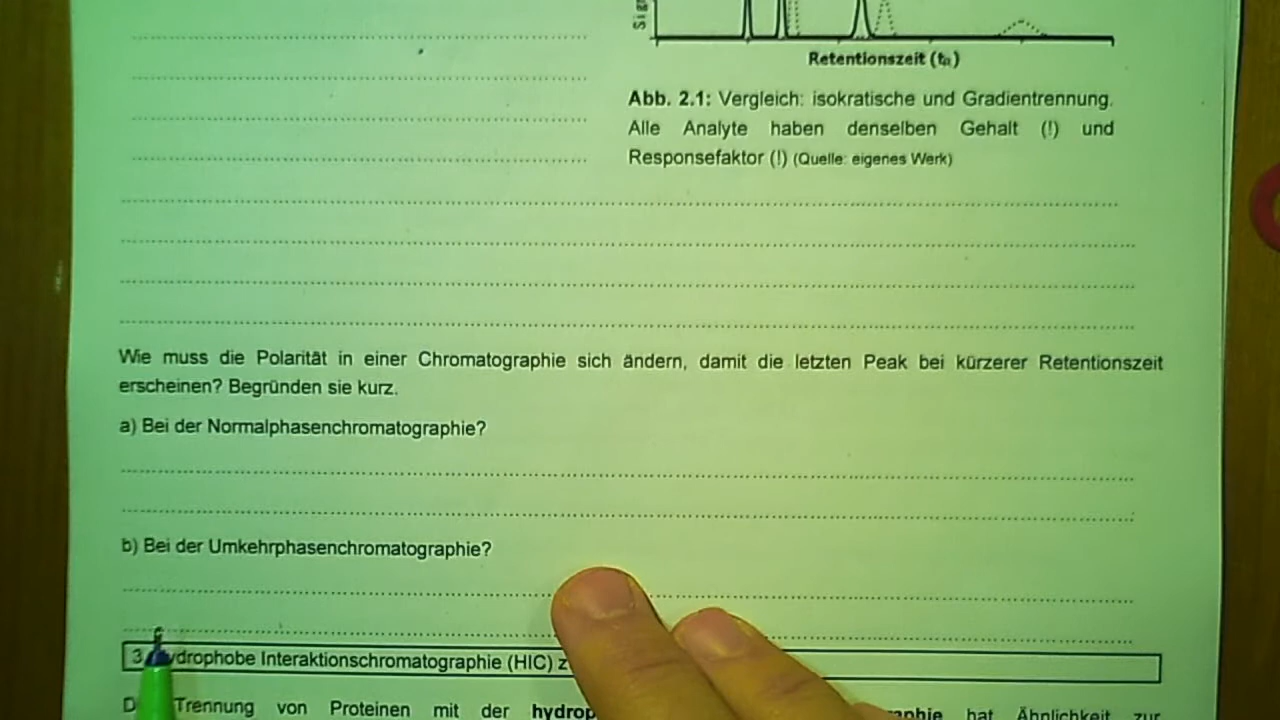 Sig
Retentionszeit (tR)
Abb. 2.1: Vergleich: isokratische und Gradientrennung.
Alle Analyte haben denselben Gehalt (!) und
Responsefaktor (!) (Quelle: eigenes Werk)
Wie muss die Polarität in einer Chromatographie sich ändern, damit die letzten Peak bei kürzerer Retentionszeit
erscheinen? Begründen sie kurz.
a) Bei der Normalphasenchromatographie?
b) Bei der Umkehrphasenchromatographie?
3 ydrophobe Interaktionschromatographie (HIC) z
D Trennung von Proteinen mit der hydrop aphie hat Ähnlichkeit zur